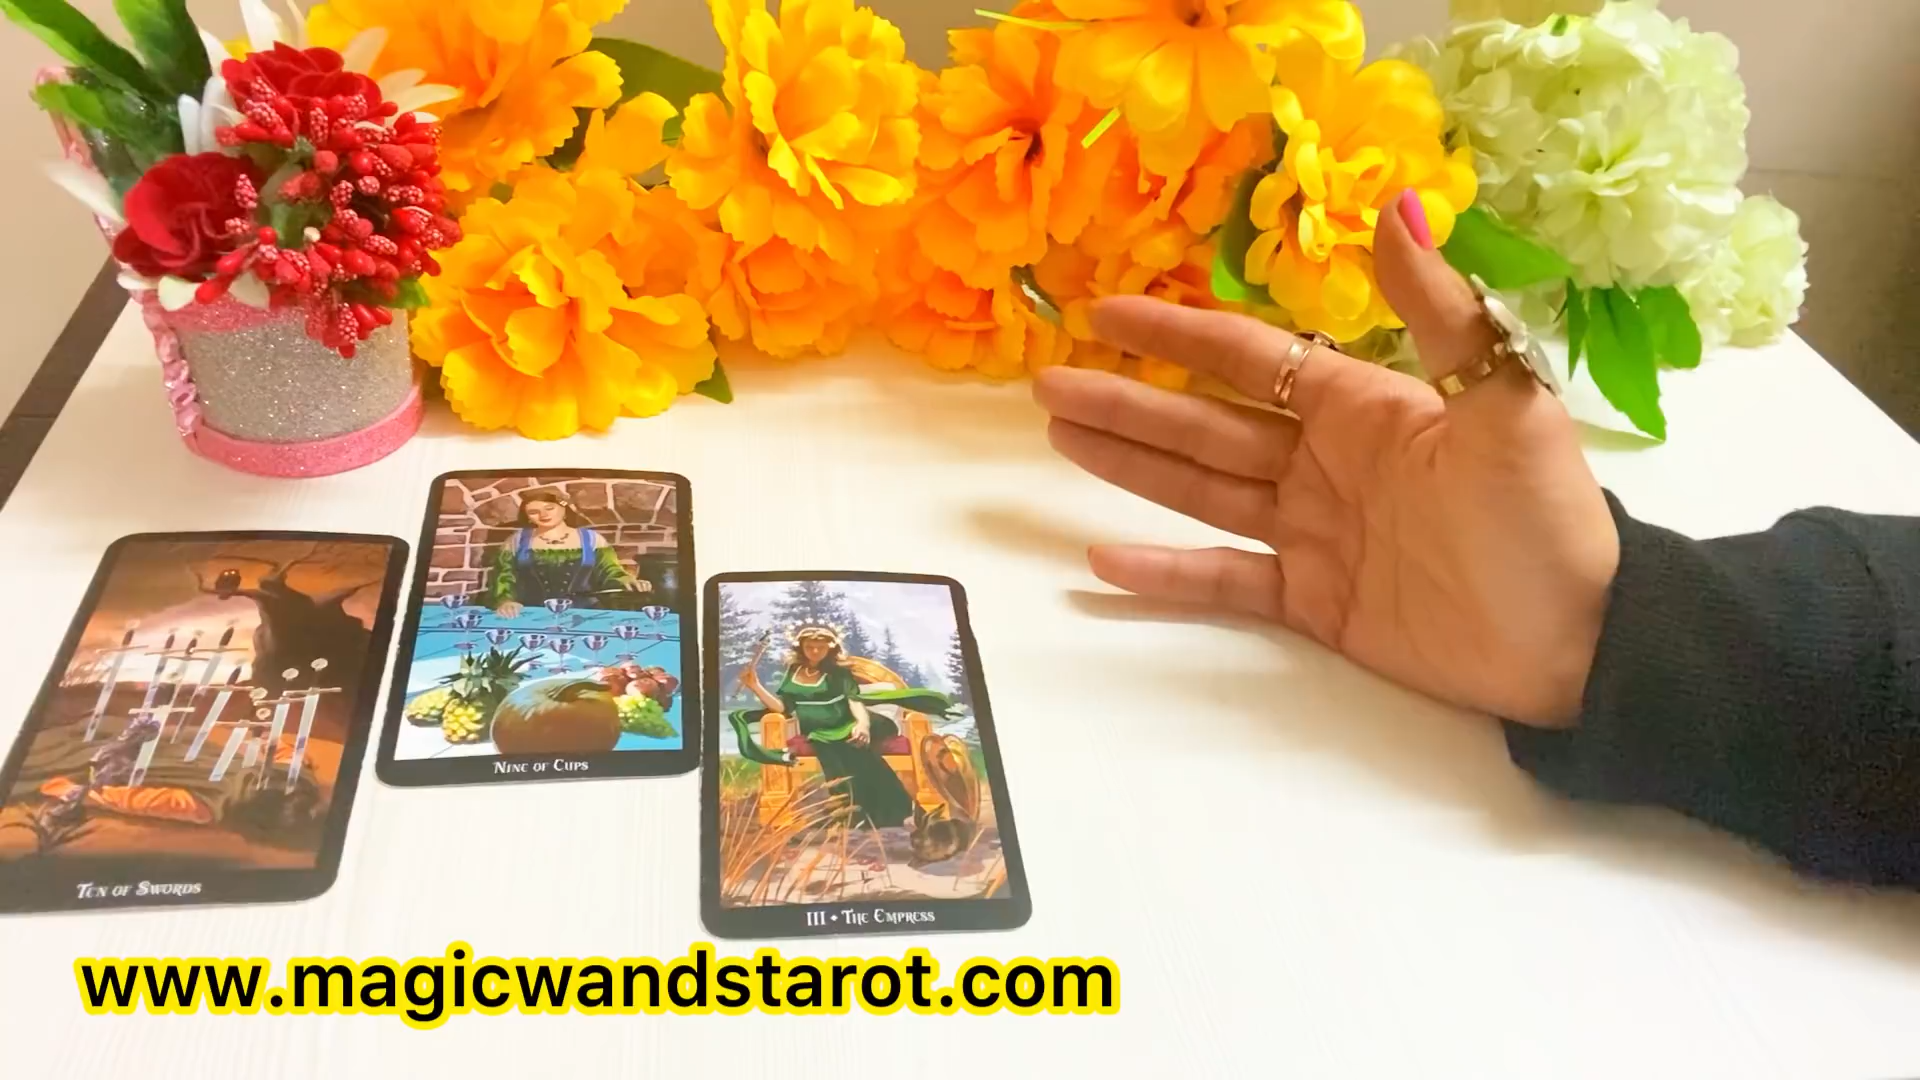 Ten of Swords
Nine of Cups
III • The Empress
www.magicwandstarot.com